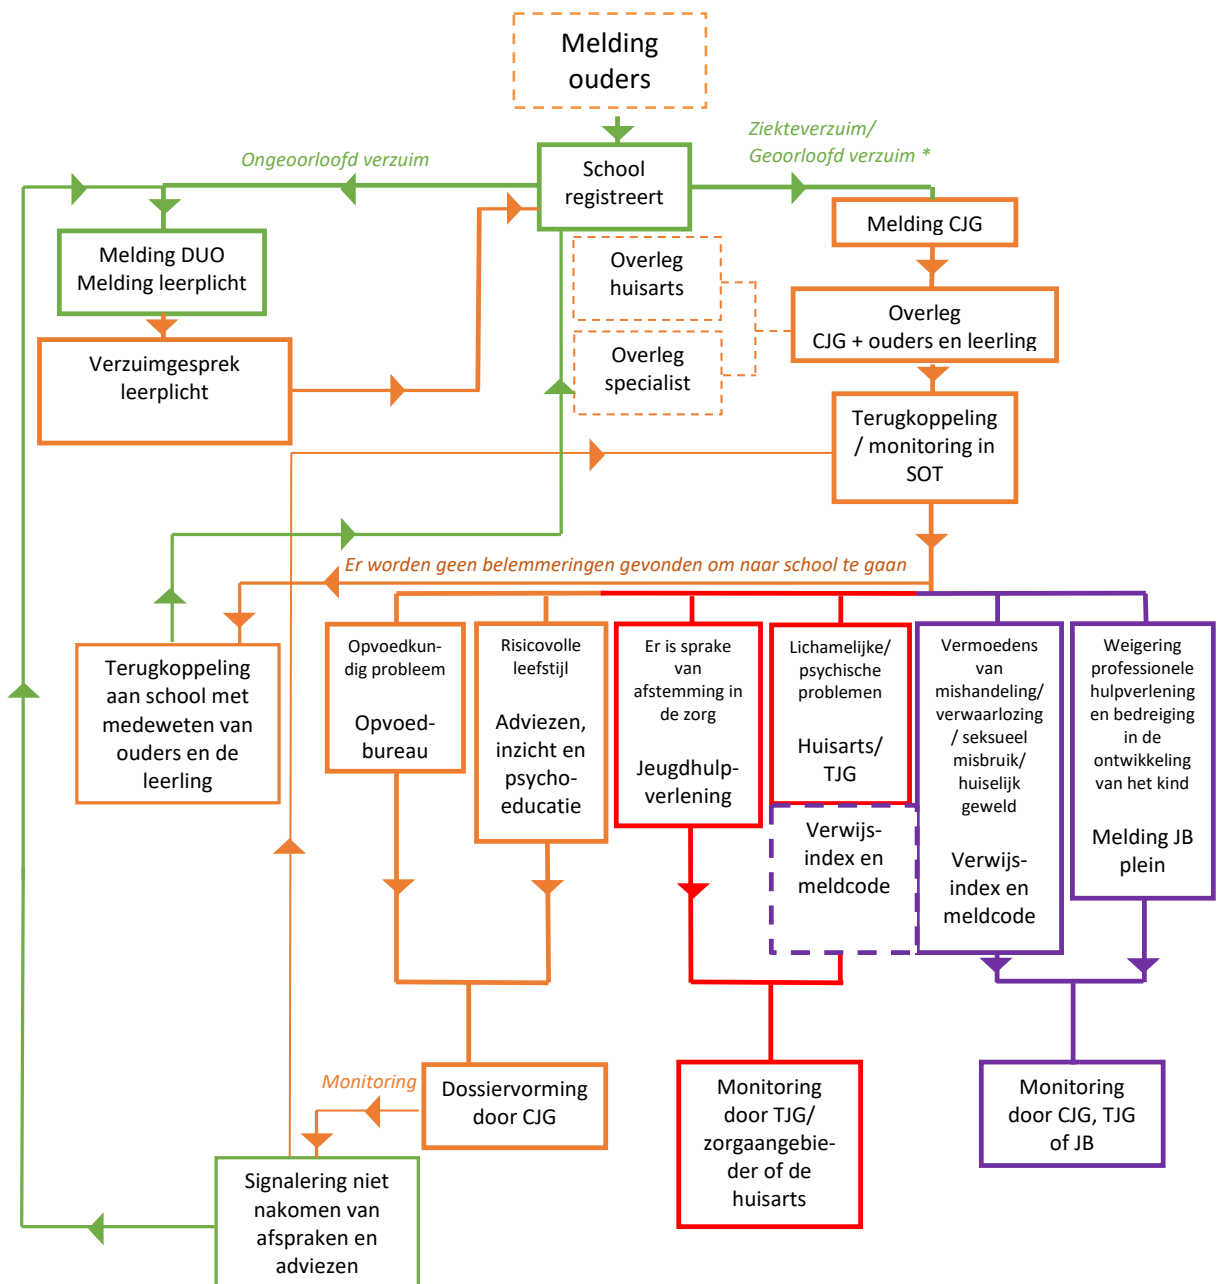 Melding
ouders
Ongeoorloofd verzuim
Ziekteverzuim/
Geoorloofd verzuim *
School
registreert
Melding CJG
Melding DUO
Melding leerplicht
Overleg
huisarts
Overleg
CJG + ouders en leerling
Verzuimgesprek
leerplicht
Overleg
specialist
Terugkoppeling
/ monitoring in
SOT
Er worden geen belemmeringen gevonden om naar school te gaan
Terugkoppeling
aan school met
medeweten van
ouders en de
leerling
Opvoedkun-
dig probleem
Opvoed-
bureau
Risicovolle
leefstijl
Adviezen,
inzicht en
psycho-
educatie
Er is sprake
van
afstemming in
de zorg
Jeugdhulp-
verlening
Lichamelijke/
psychische
problemen
Huisarts/
TJG
Verwijs-
index en
meldcode
Vermoedens
van
mishandeling/
verwaarlozing
/ seksueel
misbruik/
huiselijk
geweld
Verwijs-
index en
meldcode
Weigering
professionele
hulpverlening
en bedreiging
in de
ontwikkeling
van het kind
Melding JB
plein
Monitoring
Dossiervorming
door CJG
Monitoring
door TJG/
zorgaangebie-
der of de
huisarts
Monitoring
door CJG, TJG
of JB
Signalering niet
nakomen van
afspraken en
adviezen